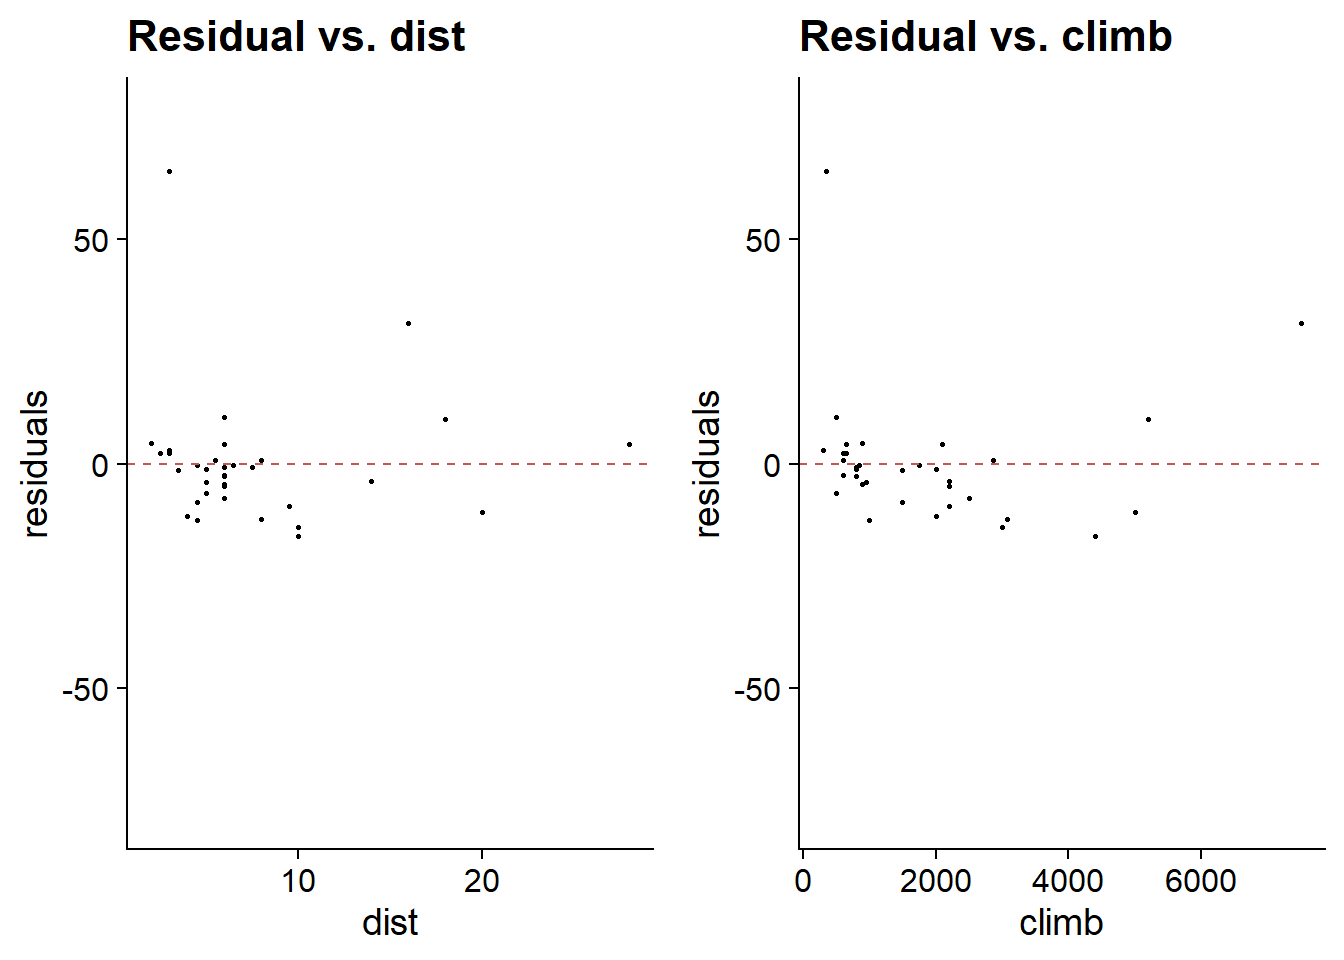 Residual vs. dist
residuals
50
0
-50
10 20
dist
Residual vs. climb
residuals
50
0
-50
0 2000 4000 6000
climb